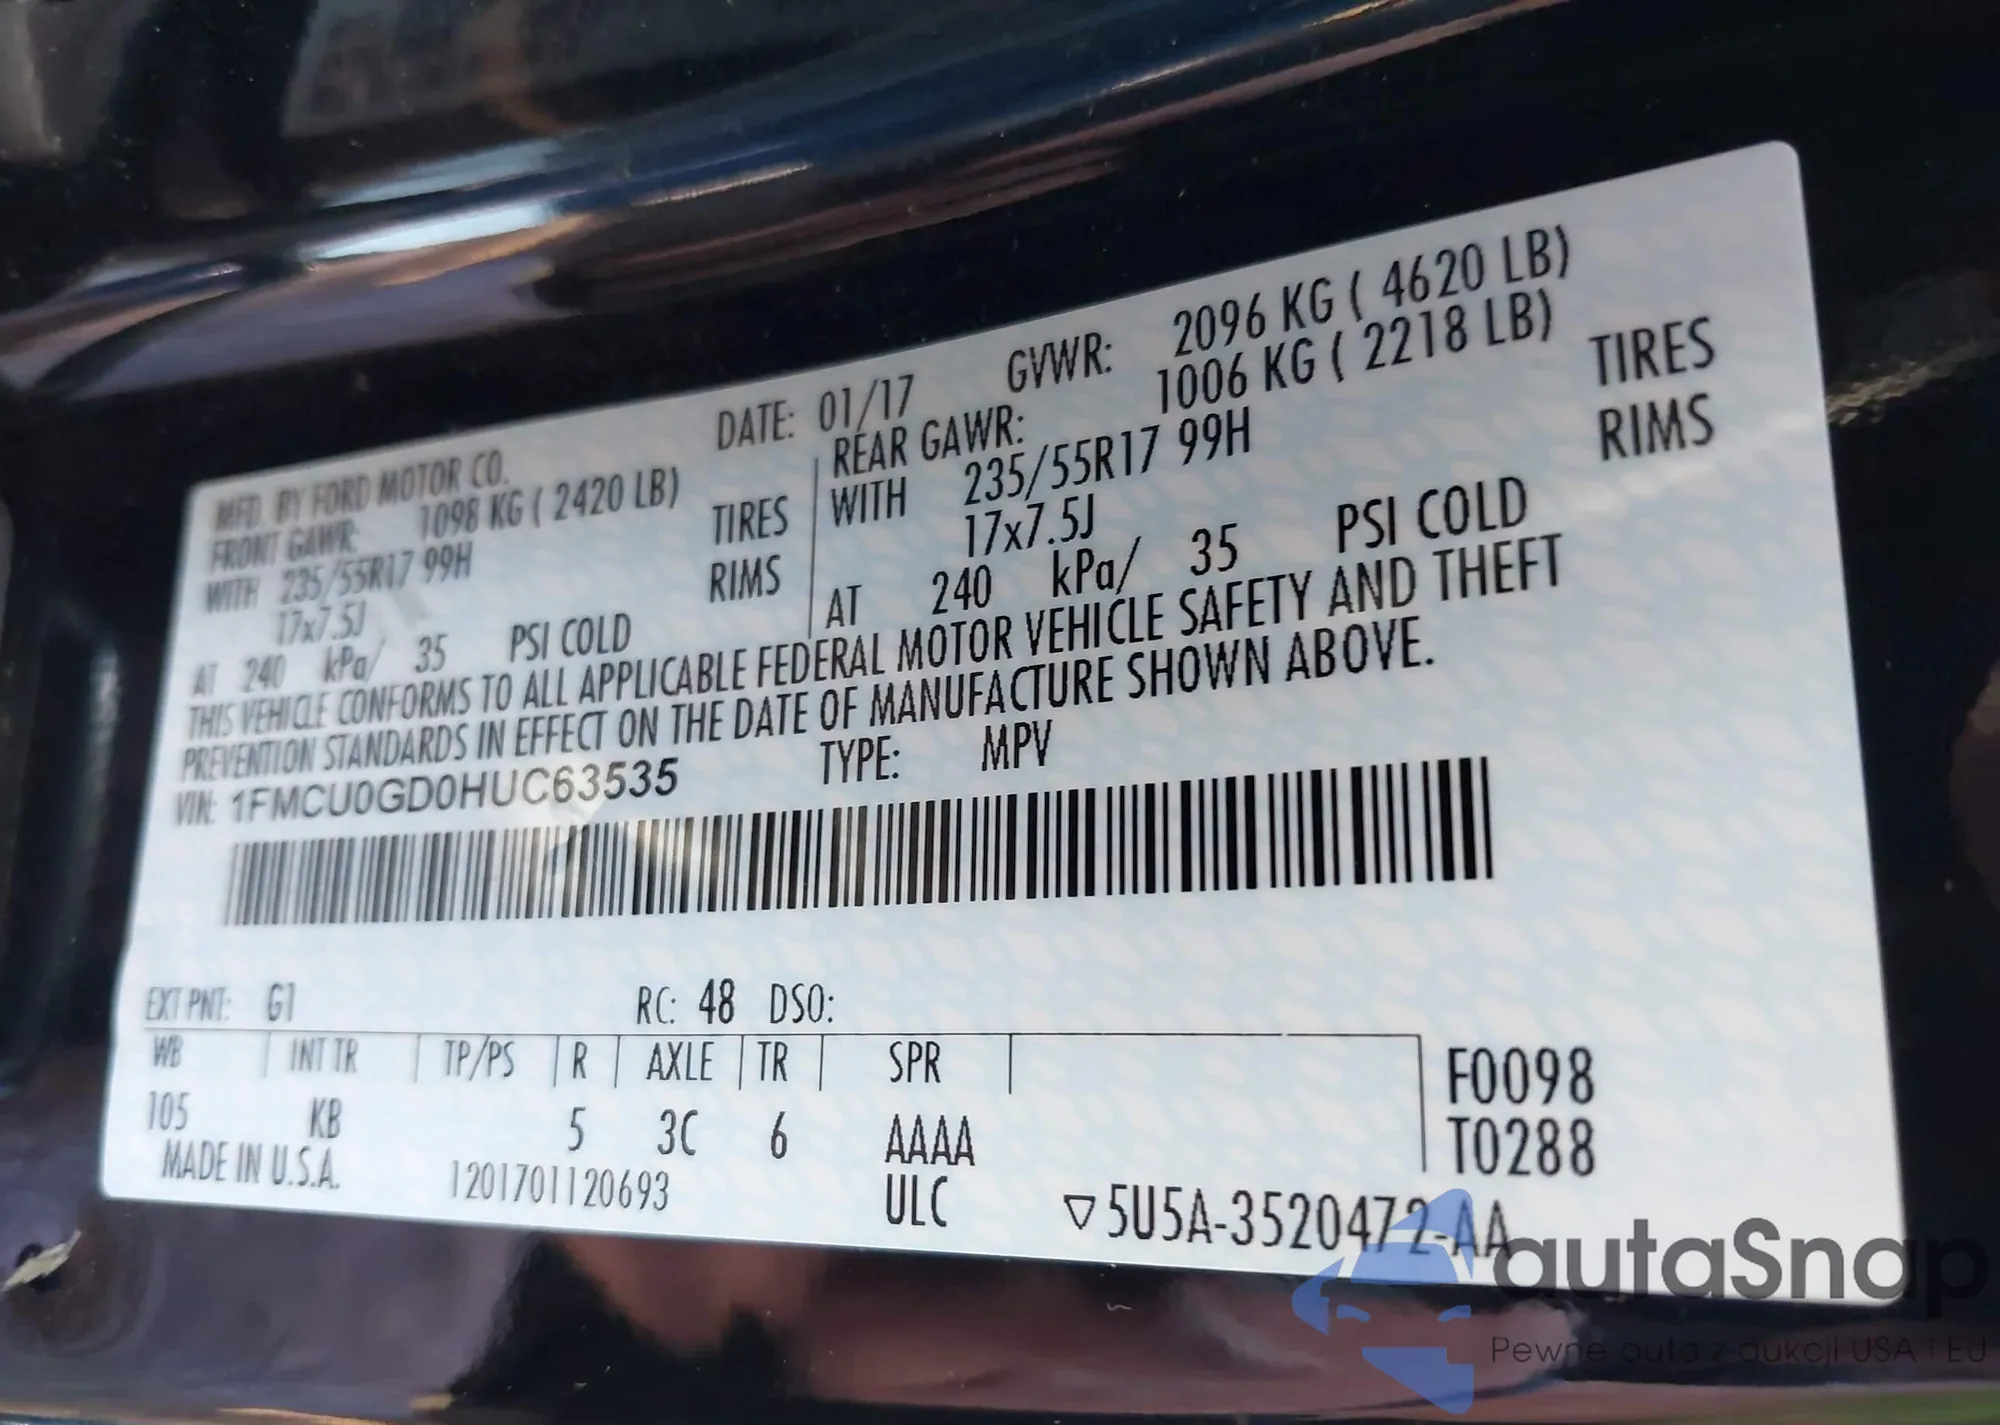 MFD. BY FORD MOTOR CO. DATE: 01/17 GVWR: 2096 KG ( 4620 LB)
FRONT GAWR: 1098 KG ( 2420 LB) REAR GAWR: 1006 KG ( 2218 LB)
WITH 235/55R17 99H TIRES WITH 235/55R17 99H TIRES
17x7.5J RIMS 17x7.5J RIMS
AT 240 kPa/ 35 PSI COLD AT 240 kPa/ 35 PSI COLD
THIS VEHICLE CONFORMS TO ALL APPLICABLE FEDERAL MOTOR VEHICLE SAFETY AND THEFT
PREVENTION STANDARDS IN EFFECT ON THE DATE OF MANUFACTURE SHOWN ABOVE.
VIN: 1FMCU0GD0HUC63535 TYPE: MPV
EXT PNT: G1 RC: 48 DSO:
WB INT TR TP/PS R AXLE TR SPR F0098
105 KB 5 3C 6 AAAA T0288
MADE IN U.S.A. 1201701120693 ULC ▽5U5A-3520472-AA
autaSnap
Pewne auta z aukcji USA i EU